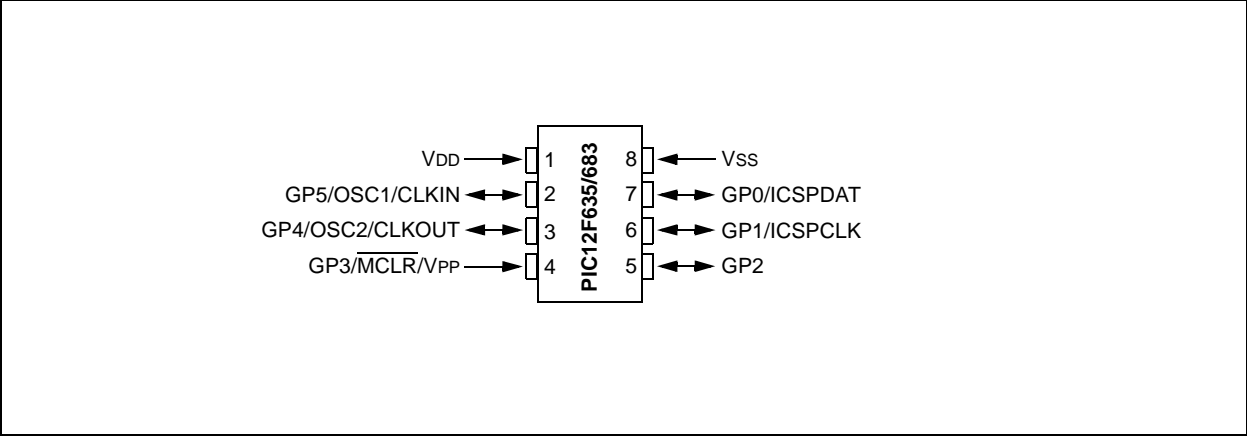 VDD 1 8 VSS
GP5/OSC1/CLKIN 2 7 GP0/ICSPDAT
GP4/OSC2/CLKOUT 3 6 GP1/ICSPCLK
GP3/MCLR/VPP 4 5 GP2
PIC12F635/683